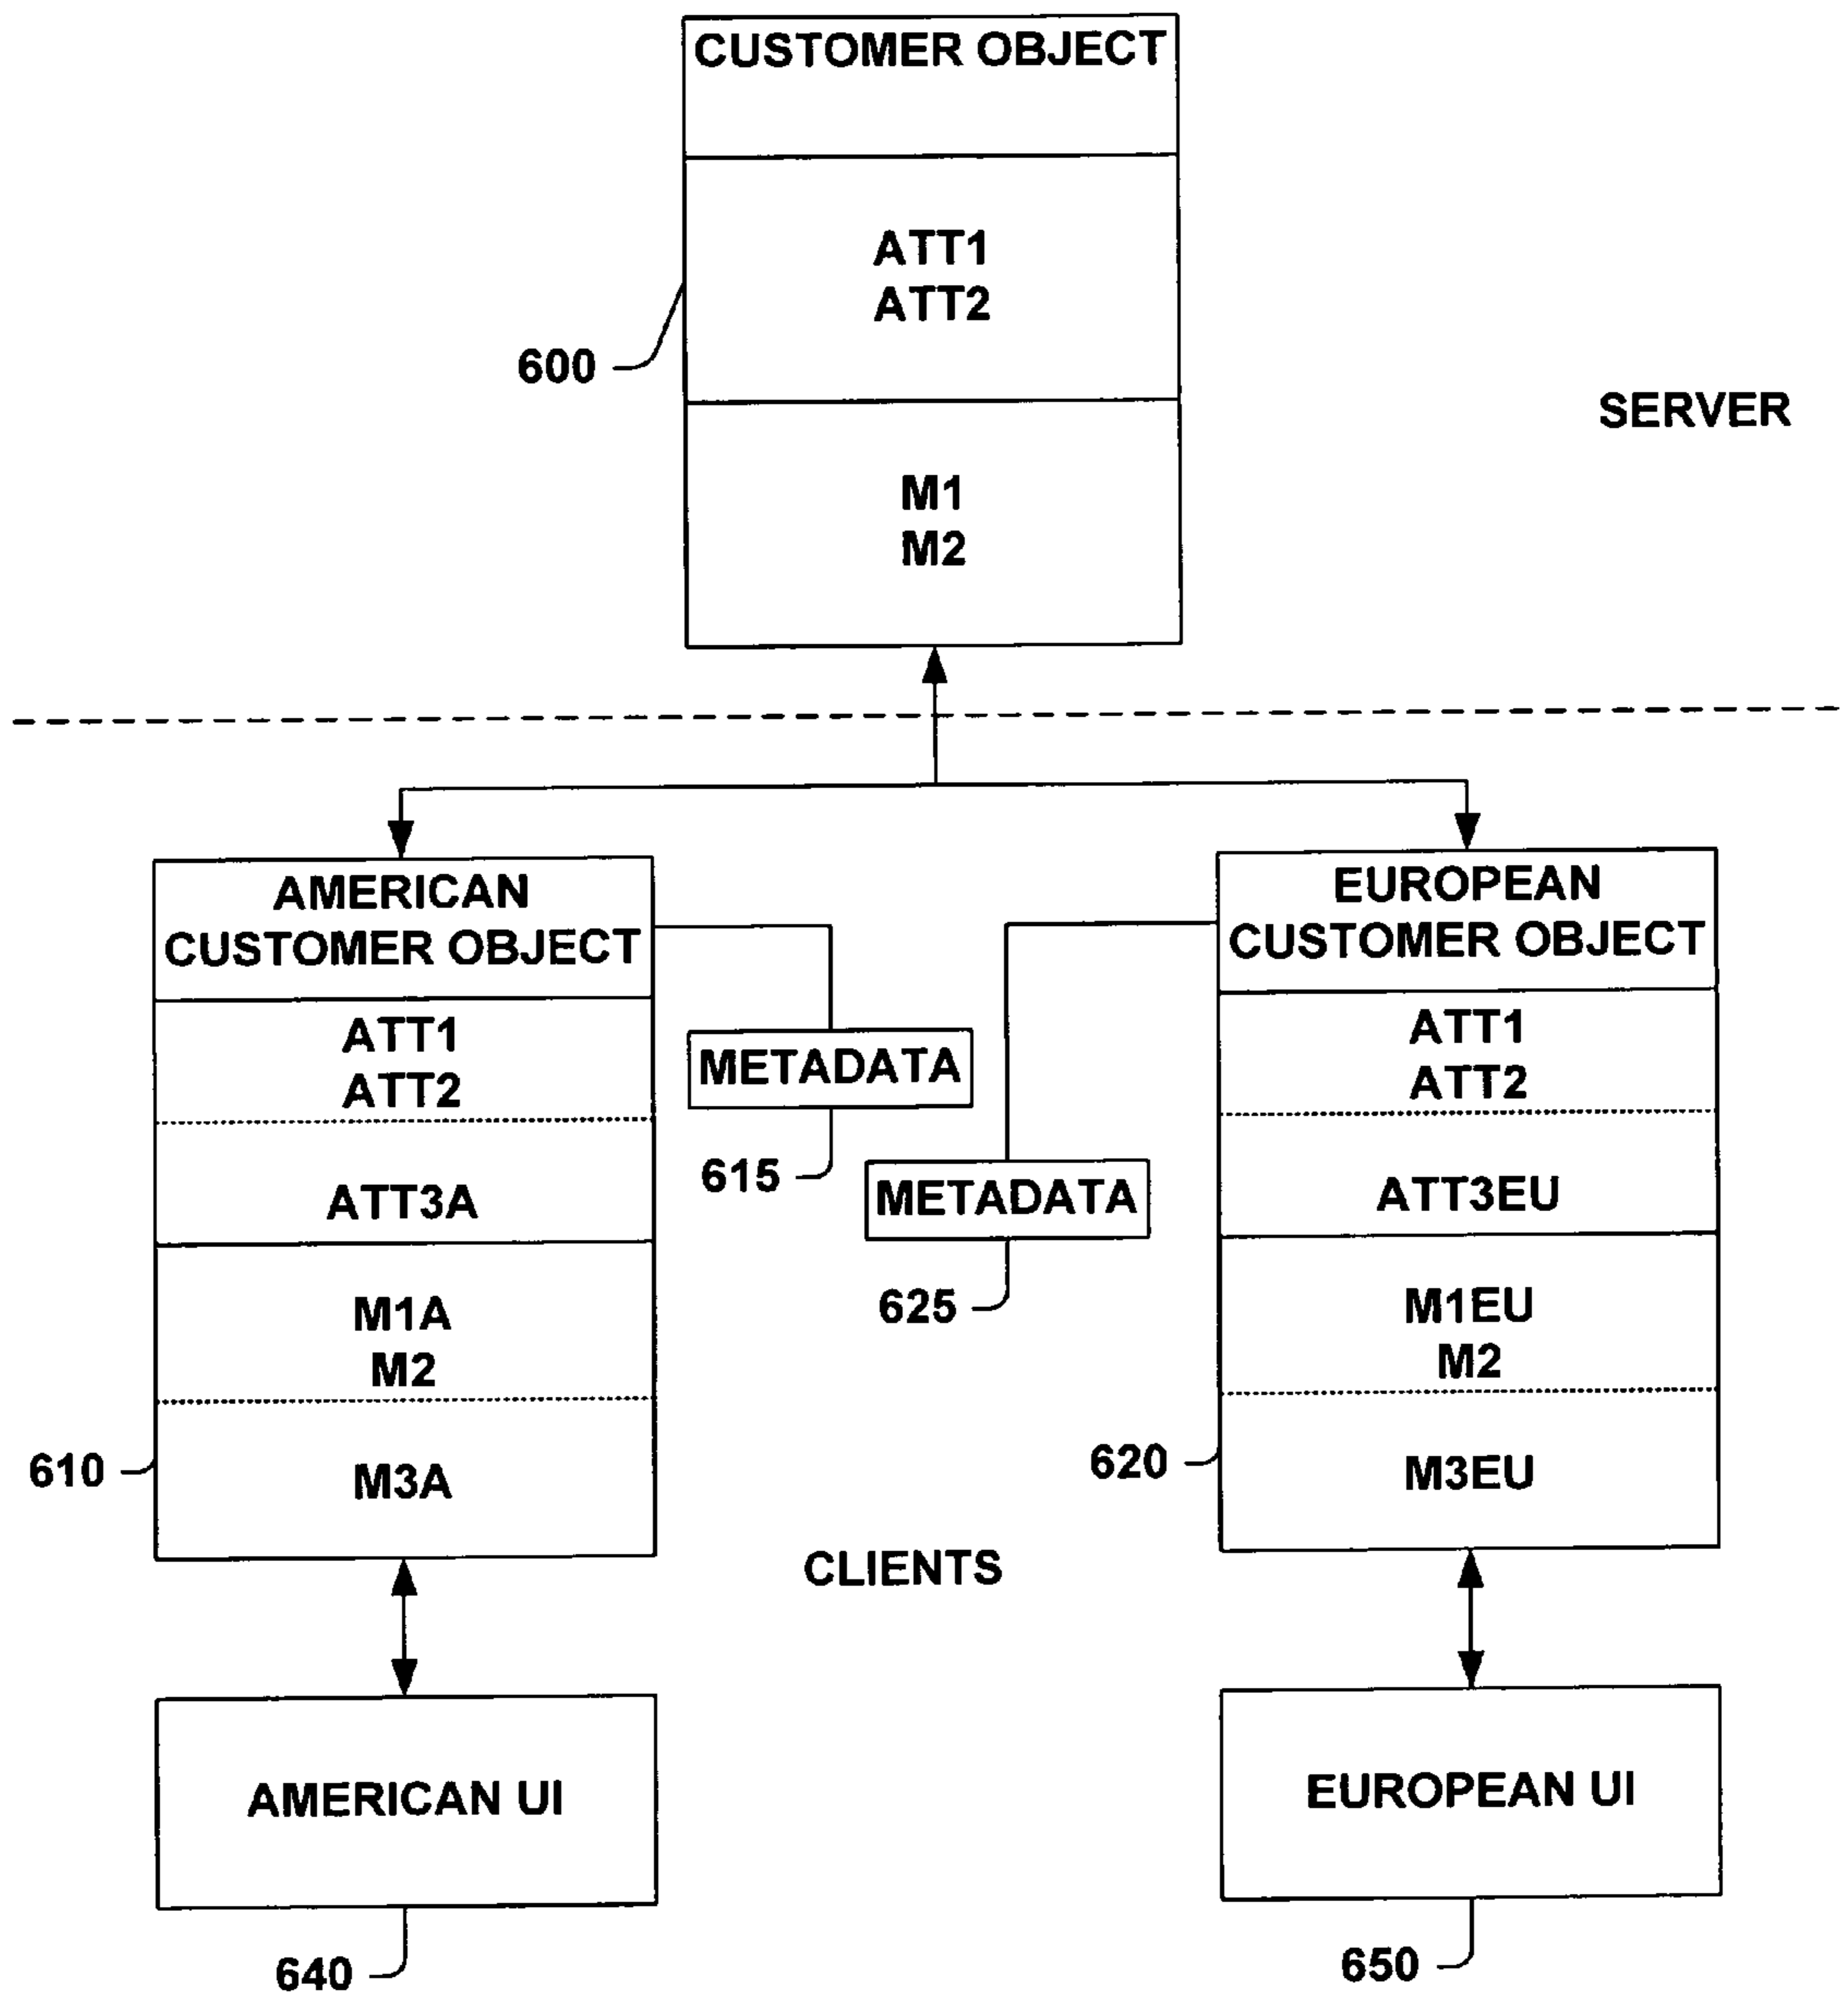 CUSTOMER OBJECT
ATT1
ATT2
600
SERVER
M1
M2
AMERICAN
CUSTOMER OBJECT
EUROPEAN
CUSTOMER OBJECT
ATT1
ATT2
METADATA
615
ATT3A
ATT1
ATT2
METADATA
625
ATT3EU
M1A
M2
610
M3A
M1EU
M2
620
M3EU
CLIENTS
AMERICAN UI
640
EUROPEAN UI
650